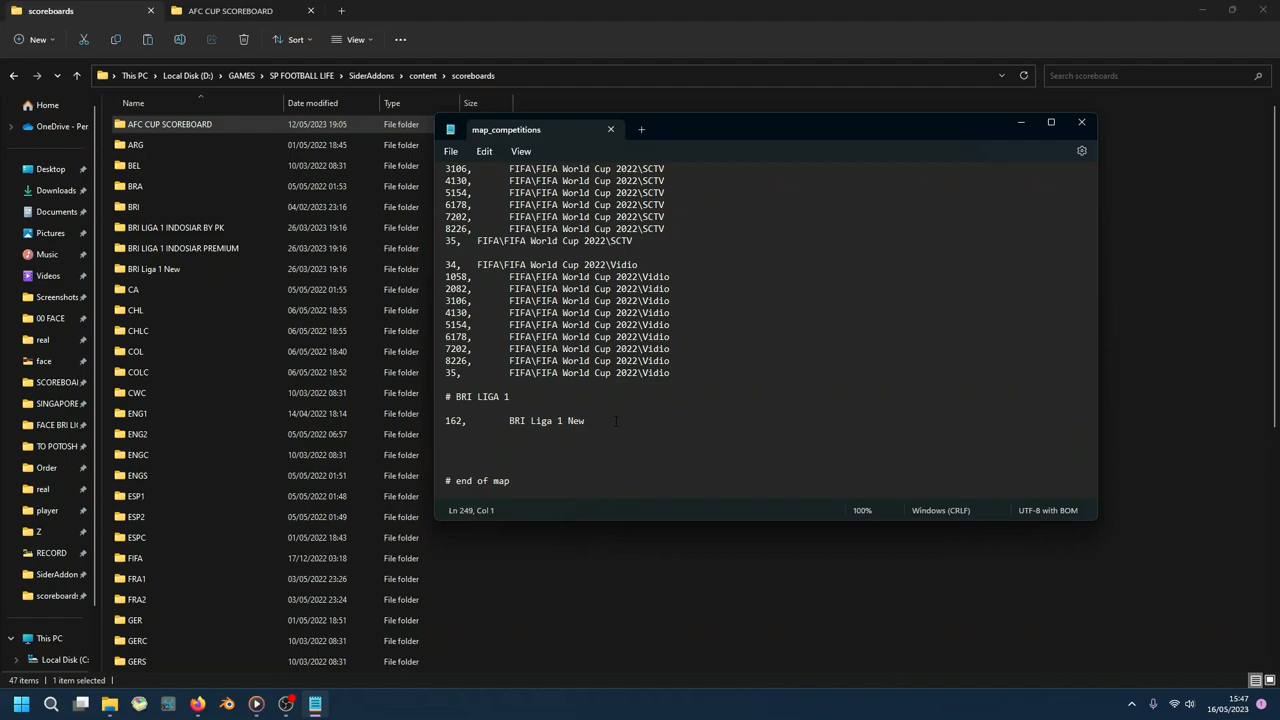 scoreboards
AFC CUP SCOREBOARD
New
Sort
View
This PC
Local Disk (D:)
GAMES
SP FOOTBALL LIFE
SiderAddons
content
scoreboards
Search scoreboards
Home
OneDrive - Per
Desktop
Downloads
Documents
Pictures
Music
Videos
Screenshots
00 FACE
real
face
SCOREBOAI
SINGAPORE
FACE BRI LI
TO POTOSH
Order
real
player
Z
RECORD
SiderAddon
scoreboards
This PC
Local Disk (C:
Name Date modified Type Size
AFC CUP SCOREBOARD 12/05/2023 19:05 File folder
ARG 01/05/2022 18:45 File folder
BEL 10/03/2022 08:31 File folder
BRA 05/05/2022 01:53 File folder
BRI 04/02/2023 23:16 File folder
BRI LIGA 1 INDOSIAR BY PK 26/03/2023 19:16 File folder
BRI LIGA 1 INDOSIAR PREMIUM 26/03/2023 19:16 File folder
BRI Liga 1 New 26/03/2023 19:16 File folder
CA 05/05/2022 01:55 File folder
CHL 06/05/2022 18:55 File folder
CHLC 06/05/2022 18:55 File folder
COL 06/05/2022 18:40 File folder
COLC 06/05/2022 18:40 File folder
CWC 10/03/2022 08:31 File folder
ENG1 14/04/2022 18:14 File folder
ENG2 05/05/2022 06:57 File folder
ENGC 10/03/2022 08:31 File folder
ENGS 05/05/2022 01:51 File folder
ESP1 05/05/2022 01:48 File folder
ESP2 05/05/2022 01:49 File folder
ESPC 10/03/2022 08:31 File folder
FIFA 17/12/2022 03:18 File folder
FRA1 03/05/2022 23:26 File folder
FRA2 03/05/2022 23:24 File folder
GER 01/05/2022 18:51 File folder
GERC 10/03/2022 08:31 File folder
GERS 10/03/2022 08:31 File folder
map_competitions
File Edit View
3106, FIFA\FIFA World Cup 2022\SCTV
4130, FIFA\FIFA World Cup 2022\SCTV
5154, FIFA\FIFA World Cup 2022\SCTV
6178, FIFA\FIFA World Cup 2022\SCTV
7202, FIFA\FIFA World Cup 2022\SCTV
8226, FIFA\FIFA World Cup 2022\SCTV
35, FIFA\FIFA World Cup 2022\SCTV
34, FIFA\FIFA World Cup 2022\Vidio
1058, FIFA\FIFA World Cup 2022\Vidio
2082, FIFA\FIFA World Cup 2022\Vidio
3106, FIFA\FIFA World Cup 2022\Vidio
4130, FIFA\FIFA World Cup 2022\Vidio
5154, FIFA\FIFA World Cup 2022\Vidio
6178, FIFA\FIFA World Cup 2022\Vidio
7202, FIFA\FIFA World Cup 2022\Vidio
8226, FIFA\FIFA World Cup 2022\Vidio
35, FIFA\FIFA World Cup 2022\Vidio
# BRI LIGA 1
162, BRI Liga 1 New
# end of map
Ln 249, Col 1 100% Windows (CRLF) UTF-8 with BOM
47 items 1 item selected
15:47
16/05/2023
1